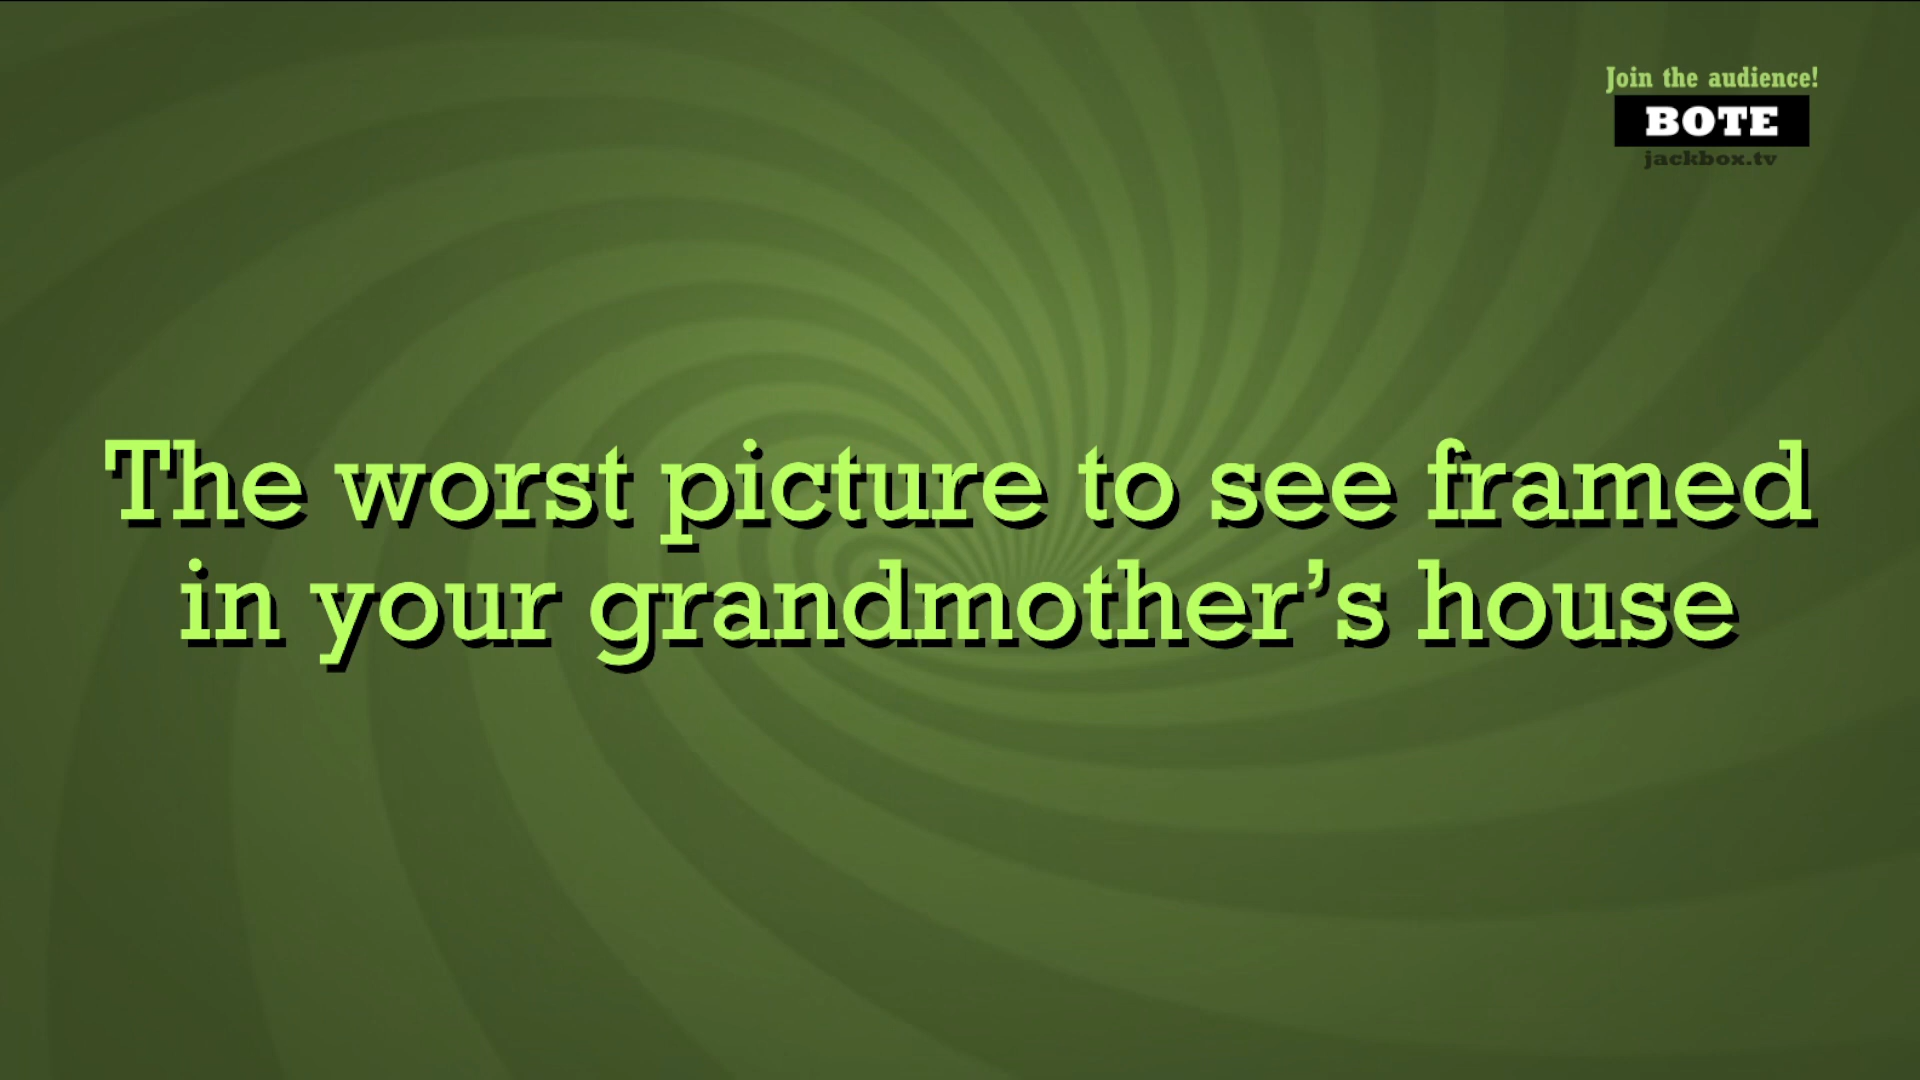 Join the audience!
BOTE
jackbox.tv
The worst picture to see framed
in your grandmother’s house